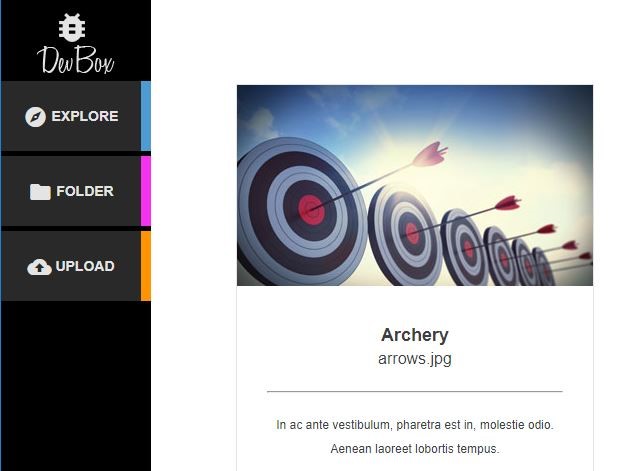 DevBox
EXPLORE
FOLDER
UPLOAD
Archery
arrows.jpg
In ac ante vestibulum, pharetra est in, molestie odio.
Aenean laoreet lobortis tempus.